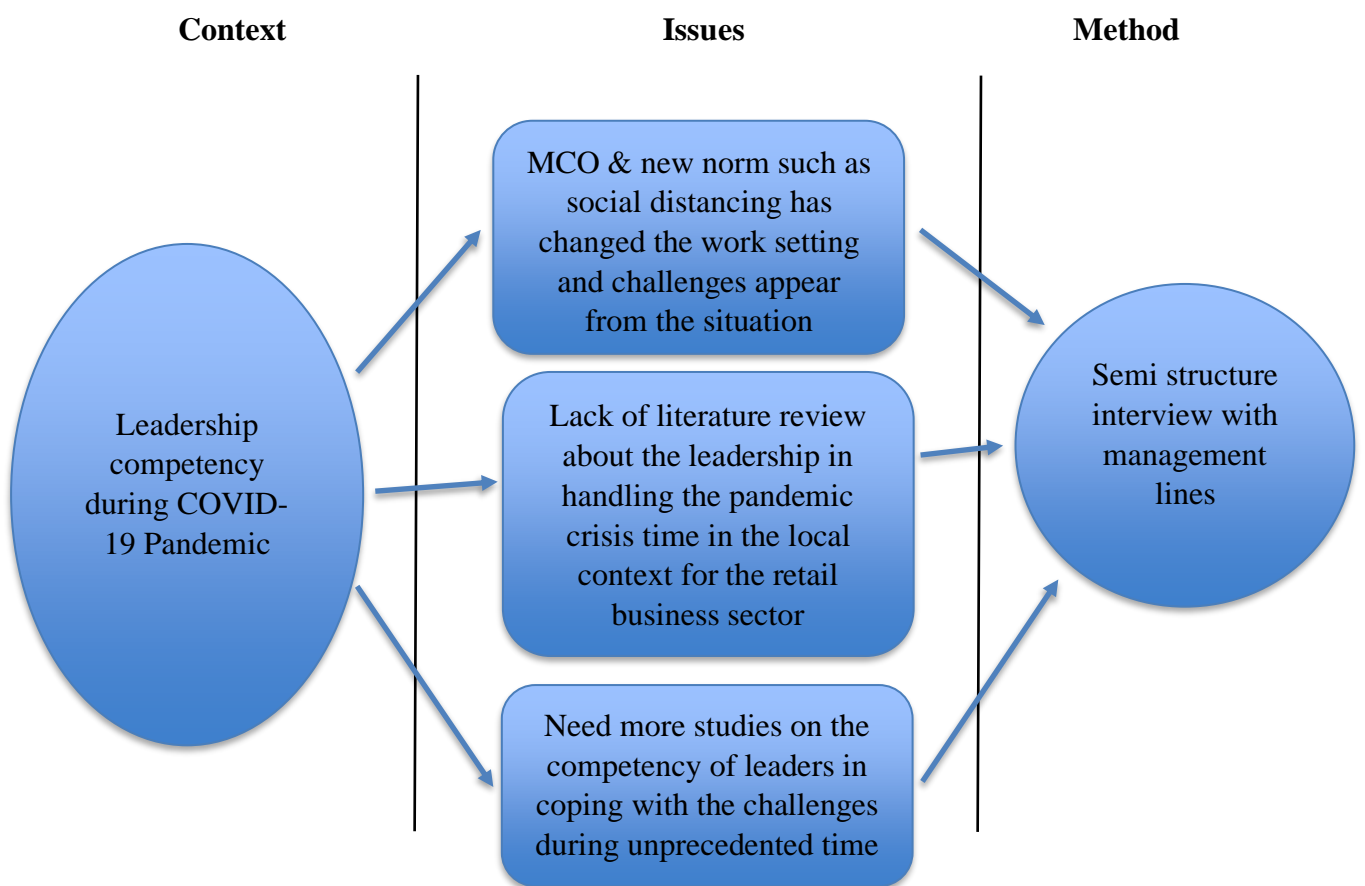 Context
Issues
Method
Leadership
competency
during COVID-
19 Pandemic
MCO & new norm such as
social distancing has
changed the work setting
and challenges appear
from the situation
Lack of literature review
about the leadership in
handling the pandemic
crisis time in the local
context for the retail
business sector
Need more studies on the
competency of leaders in
coping with the challenges
during unprecedented time
Semi structure
interview with
management
lines